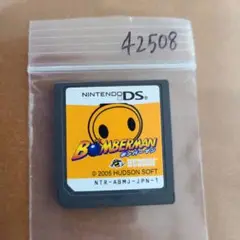 42508
NINTENDO DS
BOMBERMAN
© 2005 HUDSON SOFT
NTR-ABMJ-JPN-1